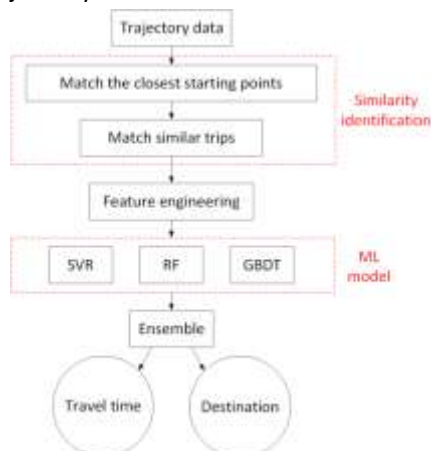 Trajectory data
Match the closest starting points
Similarity
identification
Match similar trips
Feature engineering
SVR
RF
GBDT
ML
model
Ensemble
Travel time
Destination